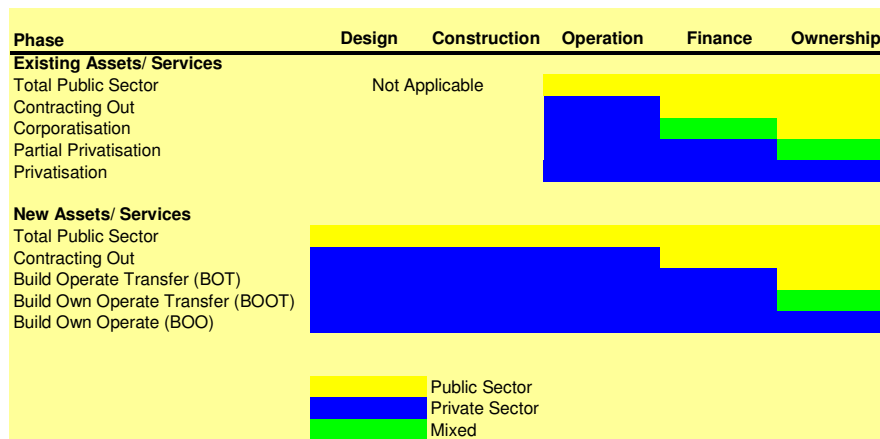 Phase Design Construction Operation Finance Ownership
Existing Assets/ Services
Total Public Sector Not Applicable
Contracting Out
Corporatisation
Partial Privatisation
Privatisation
New Assets/ Services
Total Public Sector
Contracting Out
Build Operate Transfer (BOT)
Build Own Operate Transfer (BOOT)
Build Own Operate (BOO)
Public Sector
Private Sector
Mixed